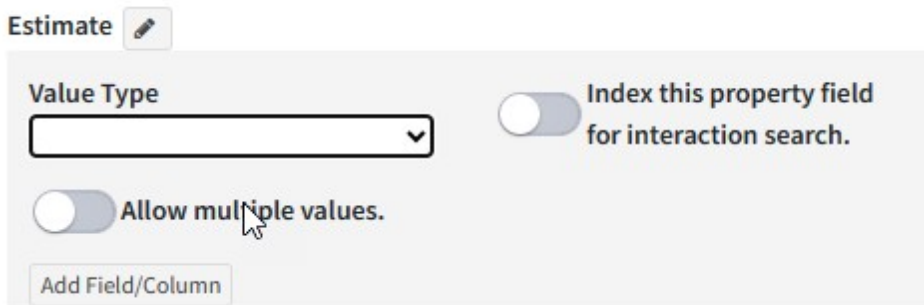 Estimate
Value Type
Index this property field
for interaction search.
Allow multiple values.
Add Field/Column